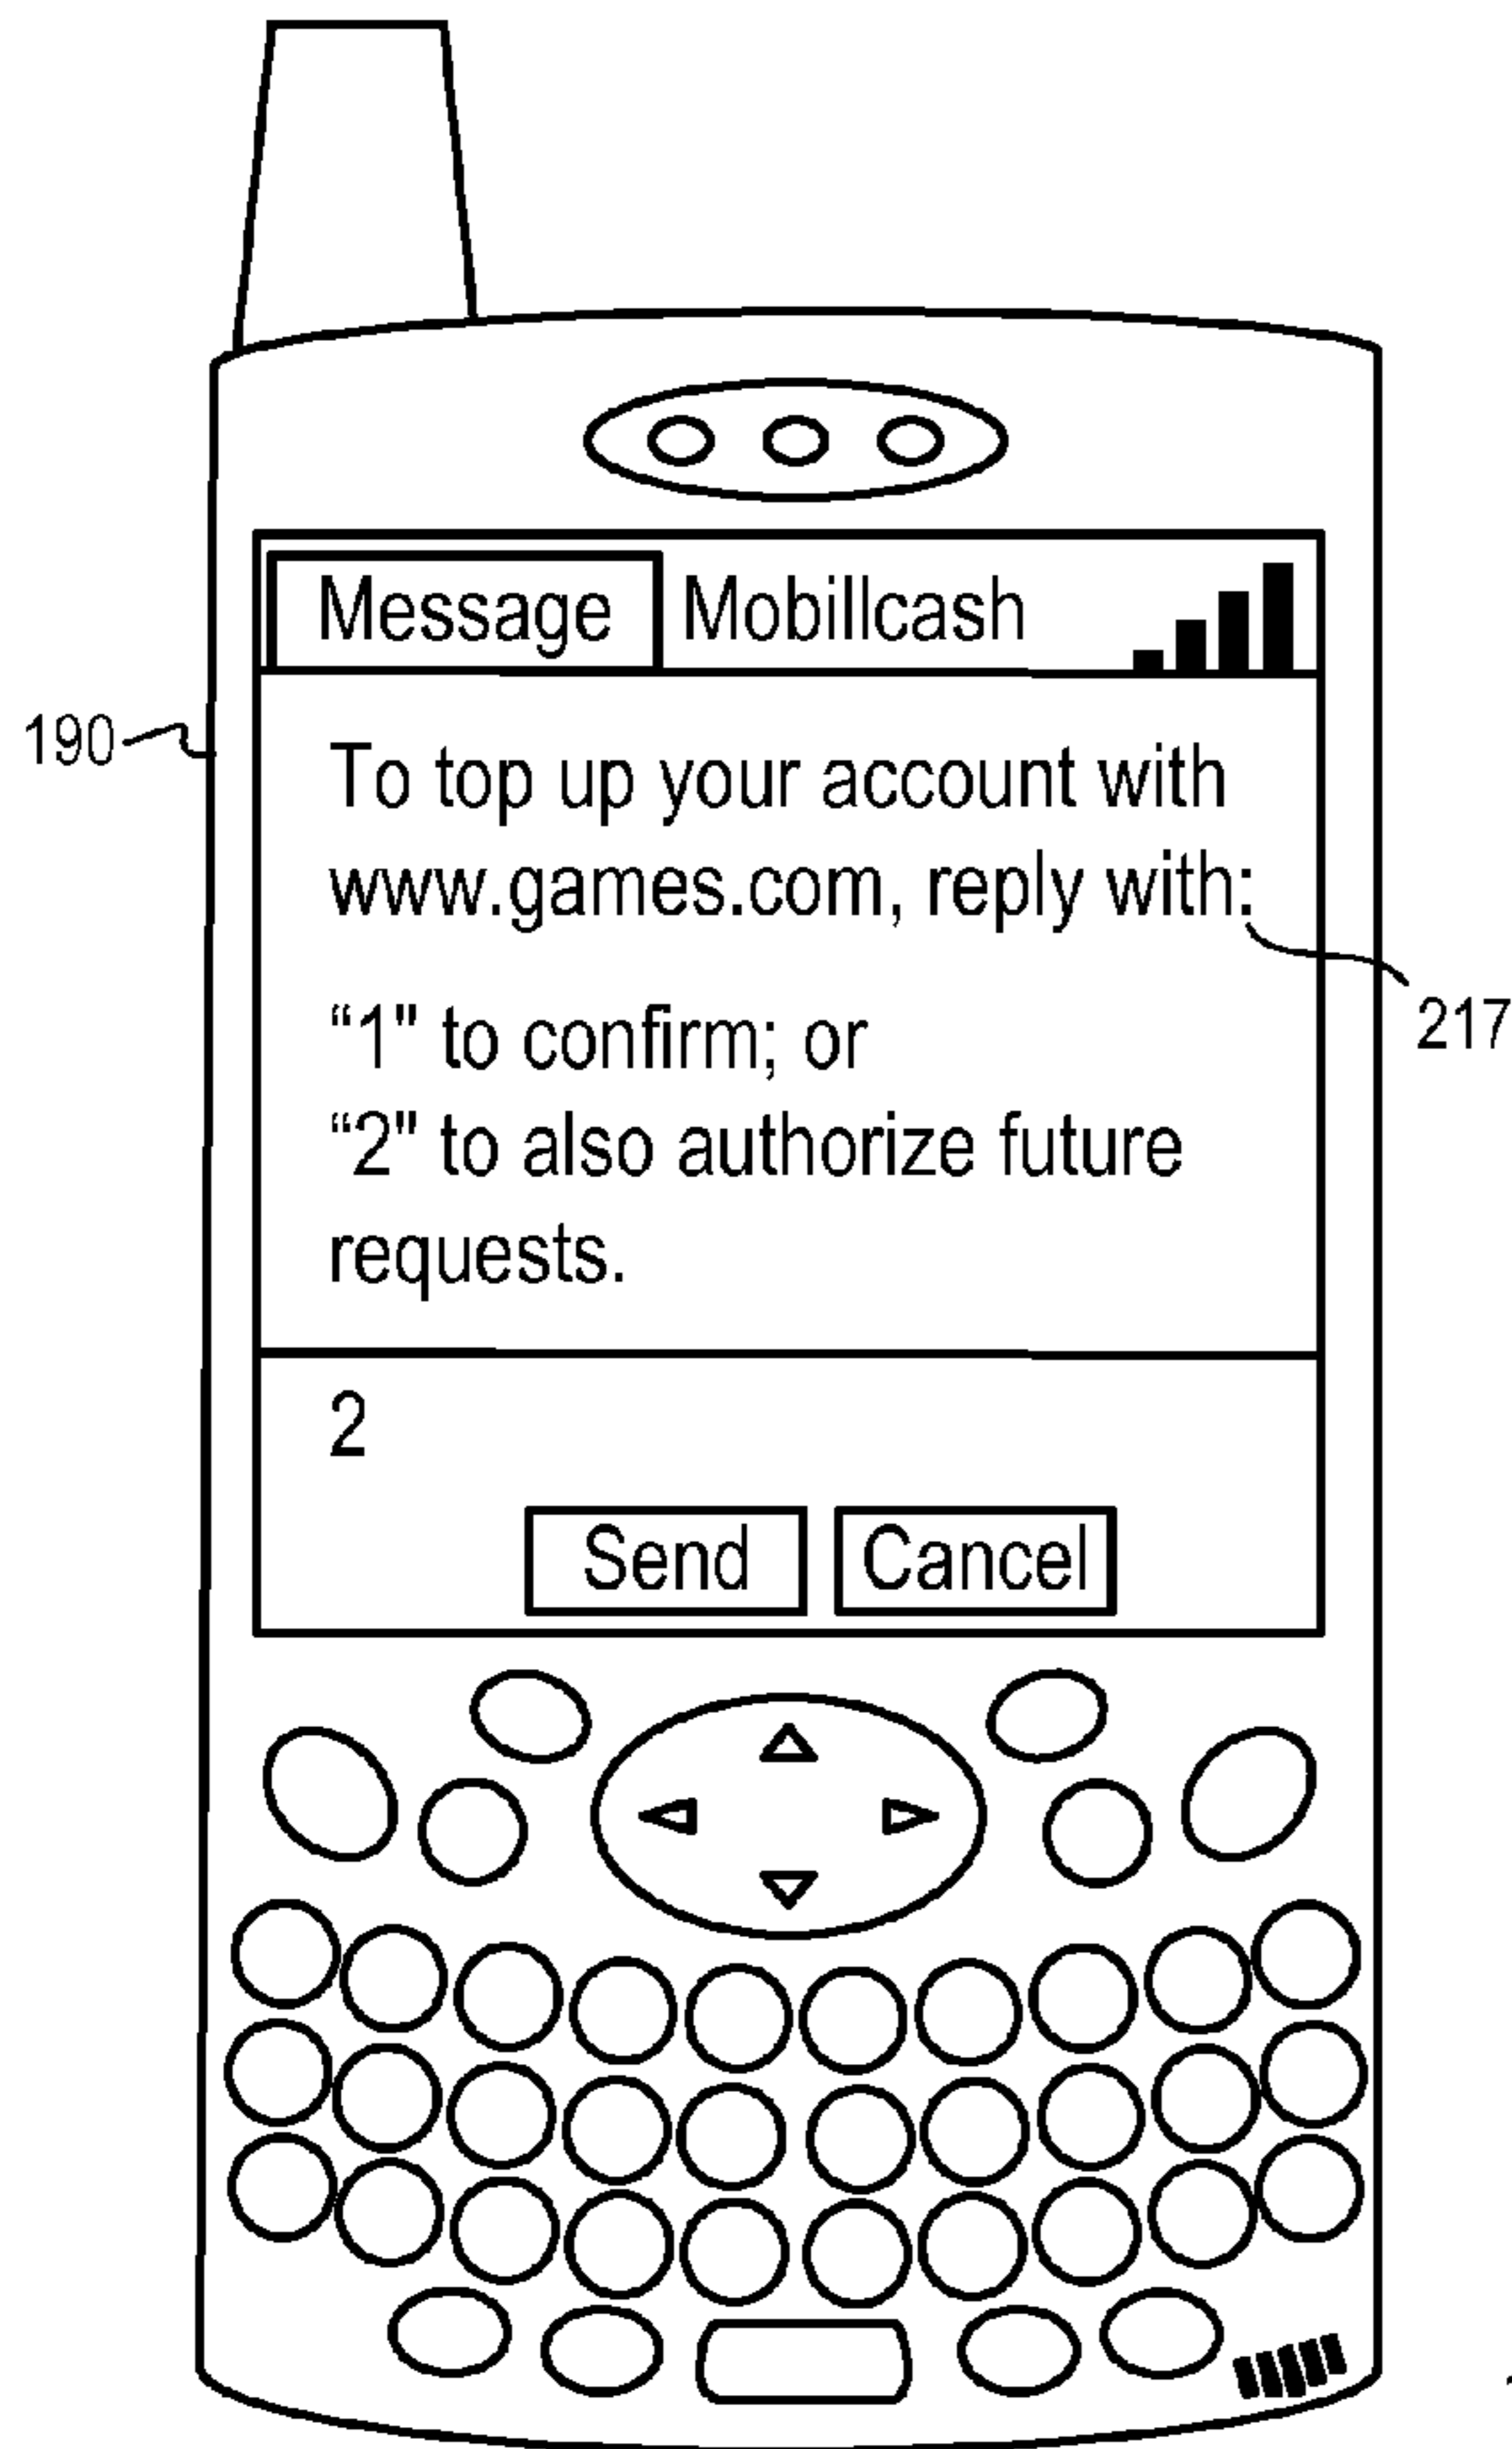 Message Mobillcash
190
To top up your account with
www.games.com, reply with:
217
“1" to confirm; or
“2" to also authorize future
requests.
2
Send Cancel